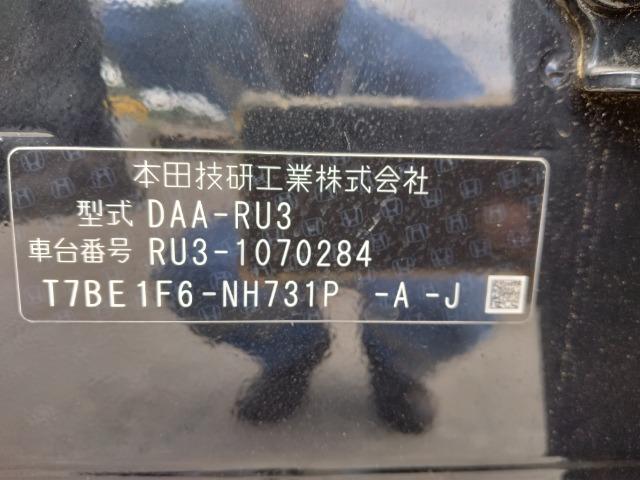 本田技研工業株式会社
型式 DAA-RU3
車台番号 RU3-1070284
T7BE1F6-NH731P -A-J